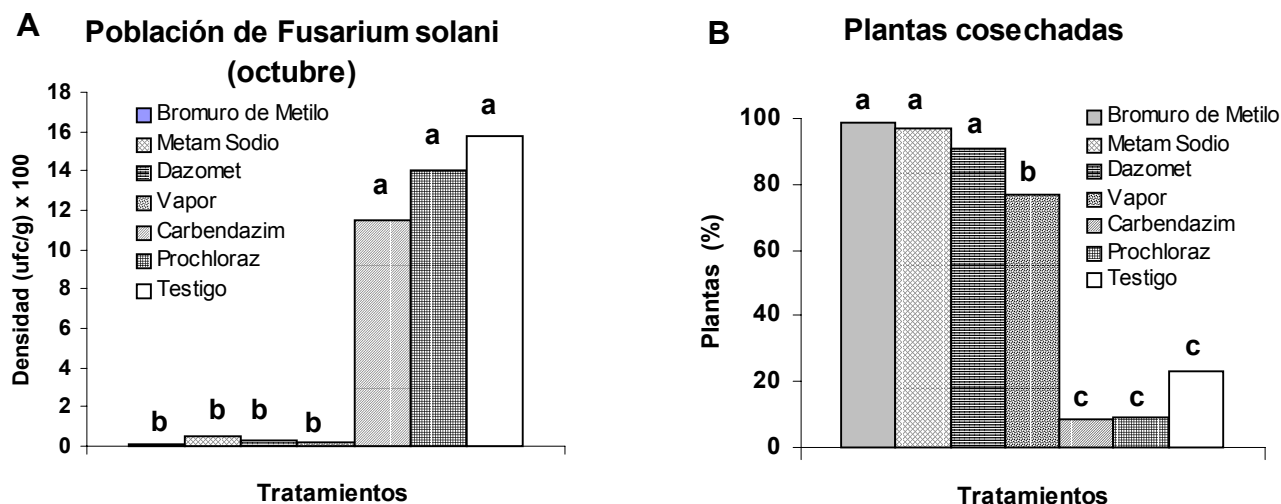 A
Población de Fusarium solani
(octubre)
Densidad (ufc/g) x 100
18
16
14
12
10
8
6
4
2
0
Bromuro de Metilo
Metam Sodio
Dazomet
Vapor
Carbendazim
Prochloraz
Testigo
b
b
b
b
a
a
a
Tratamientos
B
Plantas cosechadas
Plantas (%)
100
80
60
40
20
0
a
a
a
b
c
c
c
Bromuro de Metilo
Metam Sodio
Dazomet
Vapor
Carbendazim
Prochloraz
Testigo
Tratamientos